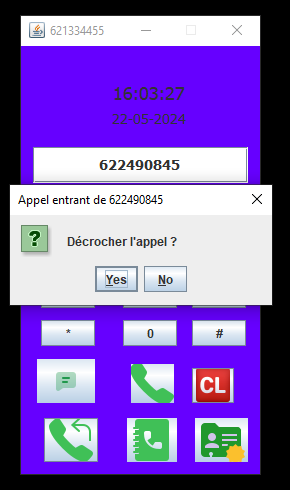 621334455
16:03:27
22-05-2024
622490845
Appel entrant de 622490845
Décrocher l'appel ?
Yes No
* 0 #
CL